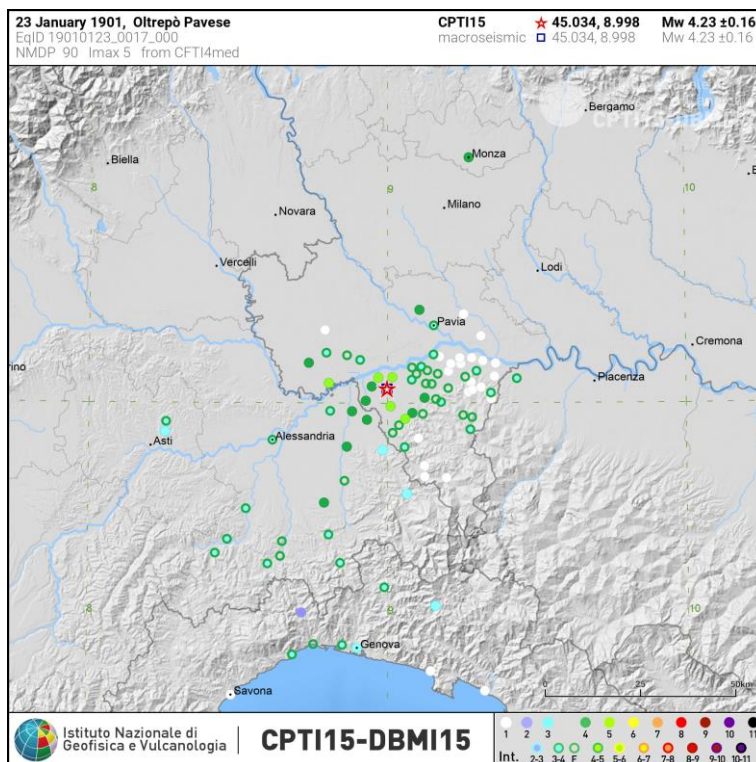 23 January 1901, Oltrepò Pavese
EqID 19010123_0017_000
NMDP 90 Imax 5 from CFTI4med
CPTI15 45.034, 8.998 Mw 4.23 ±0.16
macroseismic 45.034, 8.998 Mw 4.23 ±0.16
Bergamo
Biella
Monza
8
9
10
Novara
Milano
Vercelli
Lodi
Pavia
Cremona
Piacenza
Asti
Alessandria
8
9
10
Genova
Savona
0 25 50km
Istituto Nazionale di
Geofisica e Vulcanologia
CPTI15-DBMI15
1 2 3 4 5 6 7 8 9 10 11
Int. 2-3 3-4 F 4-5 5-6 6-7 7-8 8-9 9-10 10-11